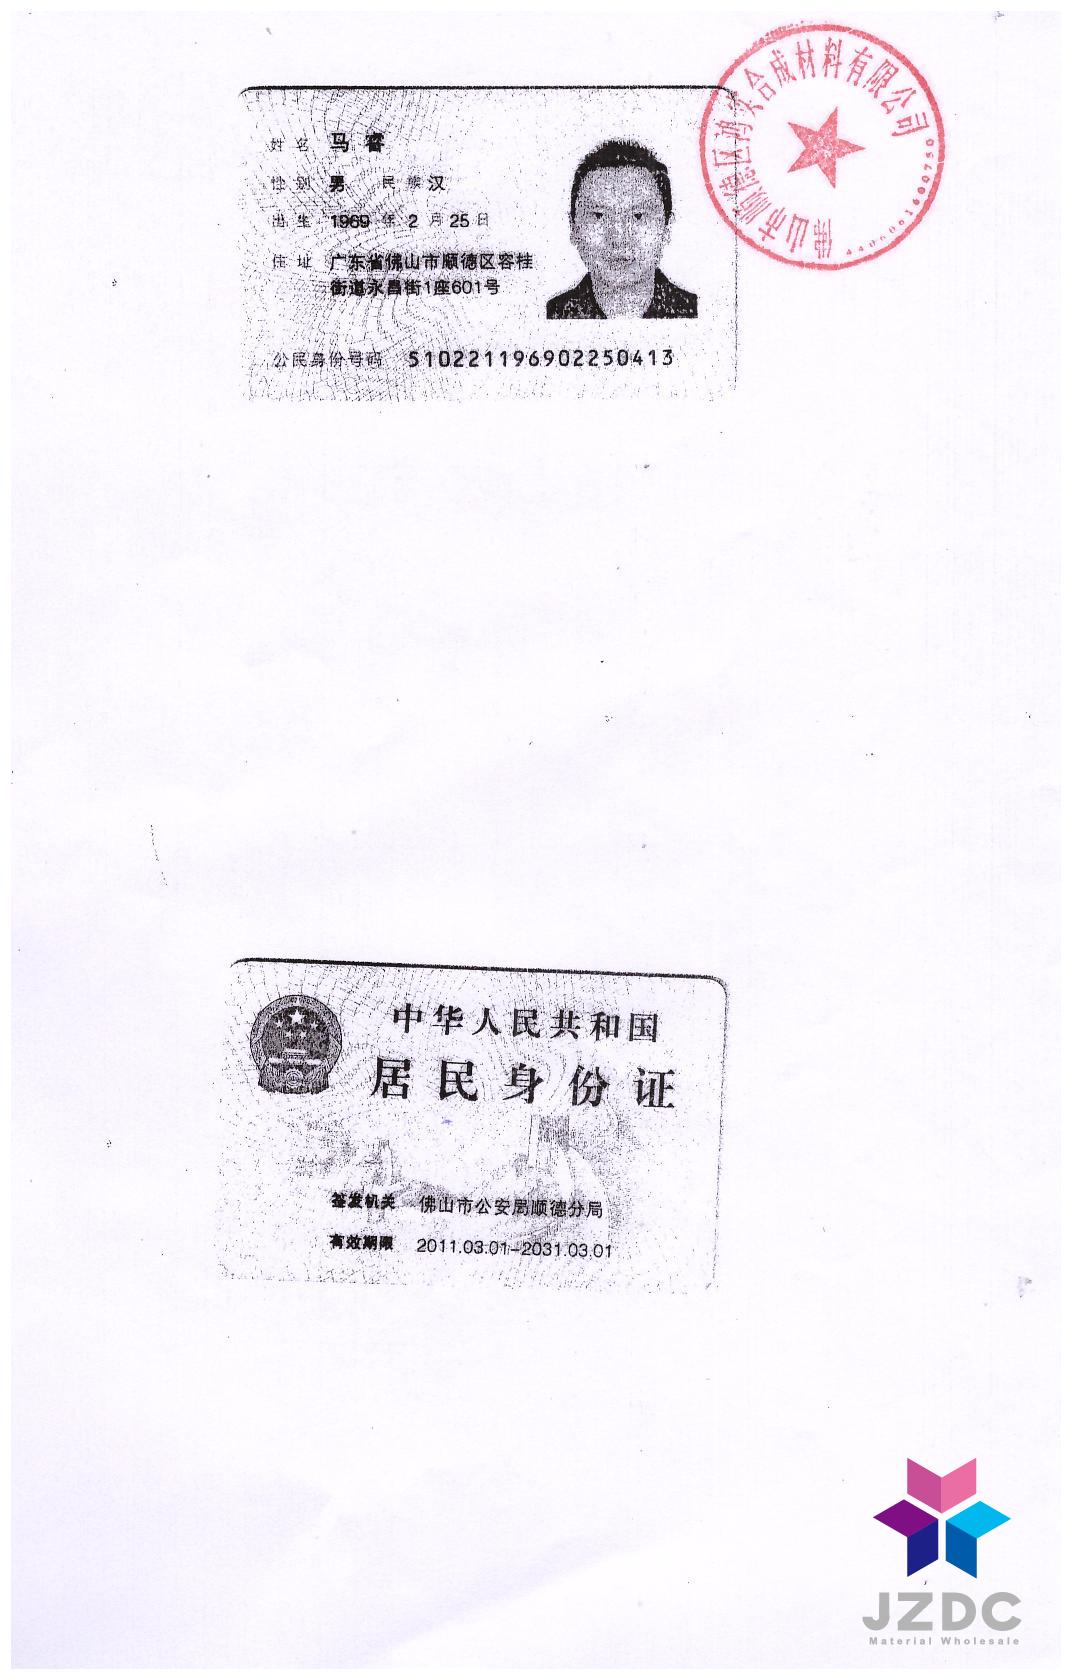 姓名 马睿
性别 男 民族 汉
出生 1969 年 2 月 25 日
住址 广东省佛山市顺德区容桂
街道永昌街1座601号
公民身份号码 510221196902250413
佛山市顺德区
合成材料有限公司
中华人民共和国
居民身份证
签发机关 佛山市公安局顺德分局
有效期限 2011.03.01-2031.03.01
JZDC
Material Wholesale